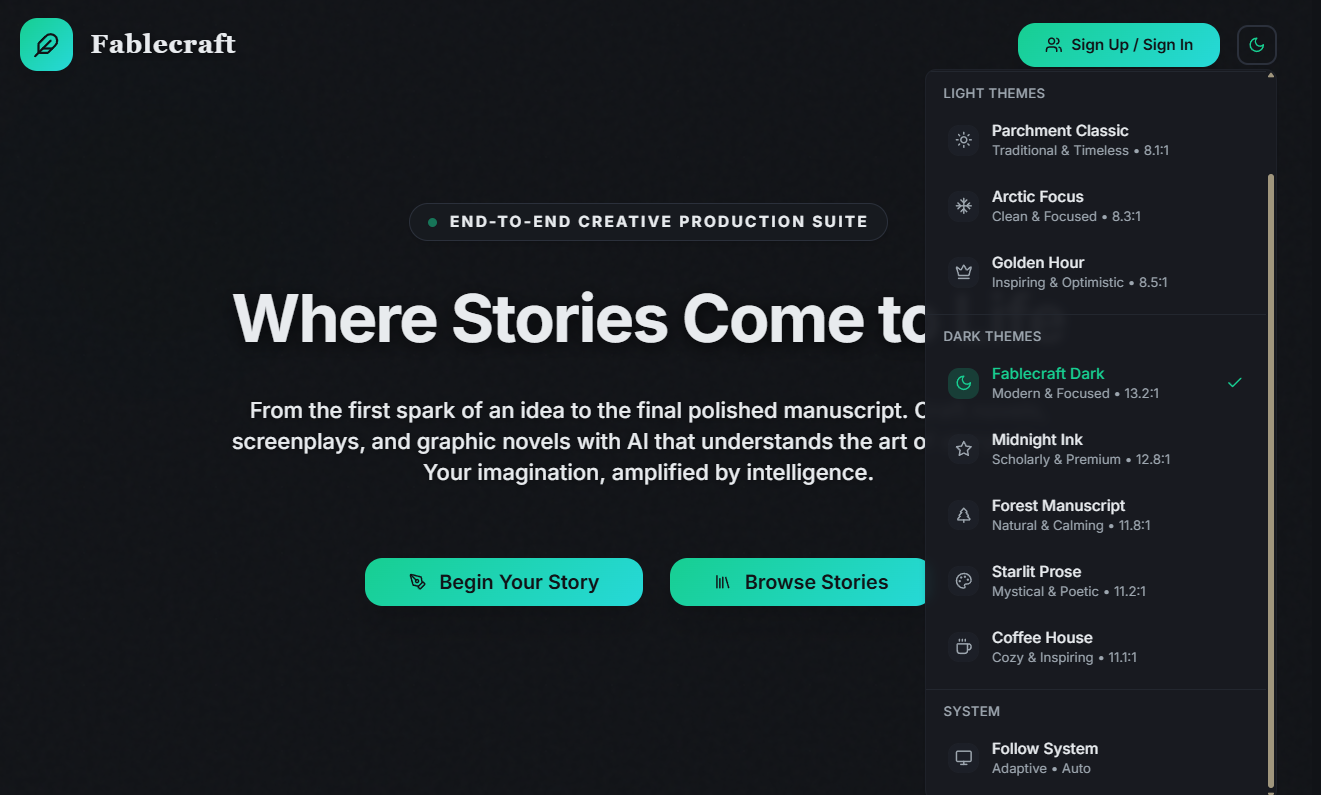 Fablecraft
Sign Up / Sign In
END-TO-END CREATIVE PRODUCTION SUITE
Where Stories Come to Life
From the first spark of an idea to the final polished manuscript.
screenplays, and graphic novels with AI that understands the art
Your imagination, amplified by intelligence.
Begin Your Story
Browse Stories
LIGHT THEMES
Parchment Classic
Traditional & Timeless • 8.1:1
Arctic Focus
Clean & Focused • 8.3:1
Golden Hour
Inspiring & Optimistic • 8.5:1
DARK THEMES
Fablecraft Dark
Modern & Focused • 13.2:1
Midnight Ink
Scholarly & Premium • 12.8:1
Forest Manuscript
Natural & Calming • 11.8:1
Starlit Prose
Mystical & Poetic • 11.2:1
Coffee House
Cozy & Inspiring • 11.1:1
SYSTEM
Follow System
Adaptive • Auto